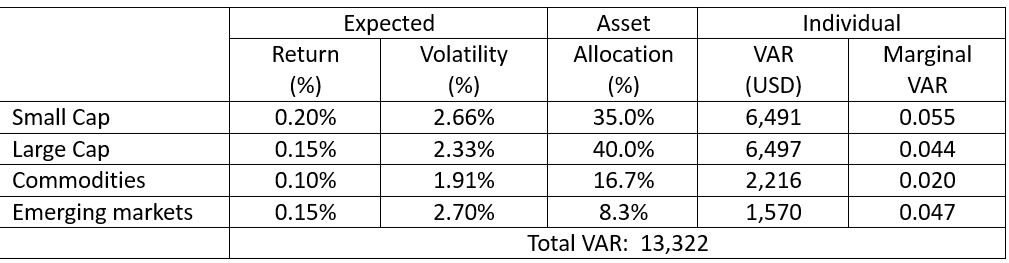 Expected Asset Individual
Return Volatility Allocation VAR Marginal
(%) (%) (%) (USD) VAR
Small Cap 0.20% 2.66% 35.0% 6,491 0.055
Large Cap 0.15% 2.33% 40.0% 6,497 0.044
Commodities 0.10% 1.91% 16.7% 2,216 0.020
Emerging markets 0.15% 2.70% 8.3% 1,570 0.047
Total VAR: 13,322